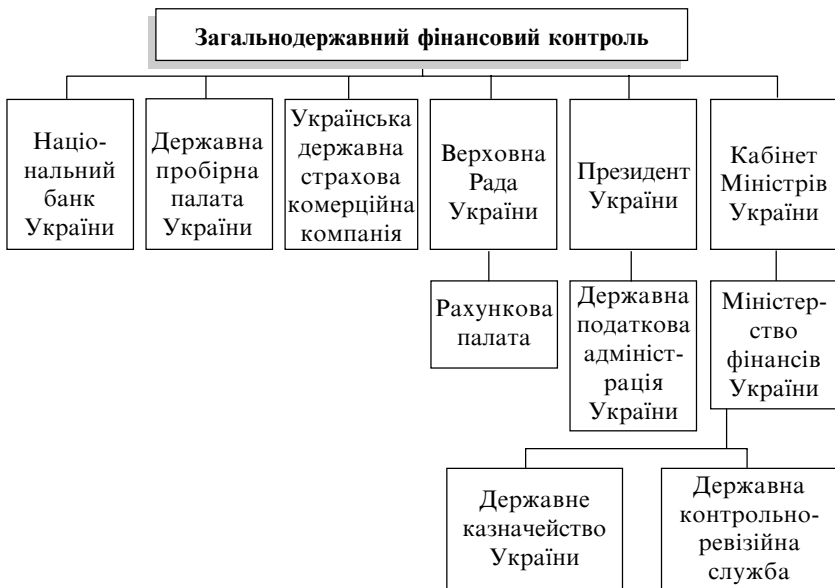 Загальнодержавний фінансовий контроль
Націо-
нальний
банк
України
Державна
пробірна
палата
України
Українська
державна
страхова
комерційна
компанія
Верховна
Рада
України
Президент
України
Кабінет
Міністрів
України
Рахункова
палата
Державна
податкова
адмініст-
рація
України
Міністер-
ство
фінансів
України
Державне
казначейство
України
Державна
контрольно-
ревізійна
служба